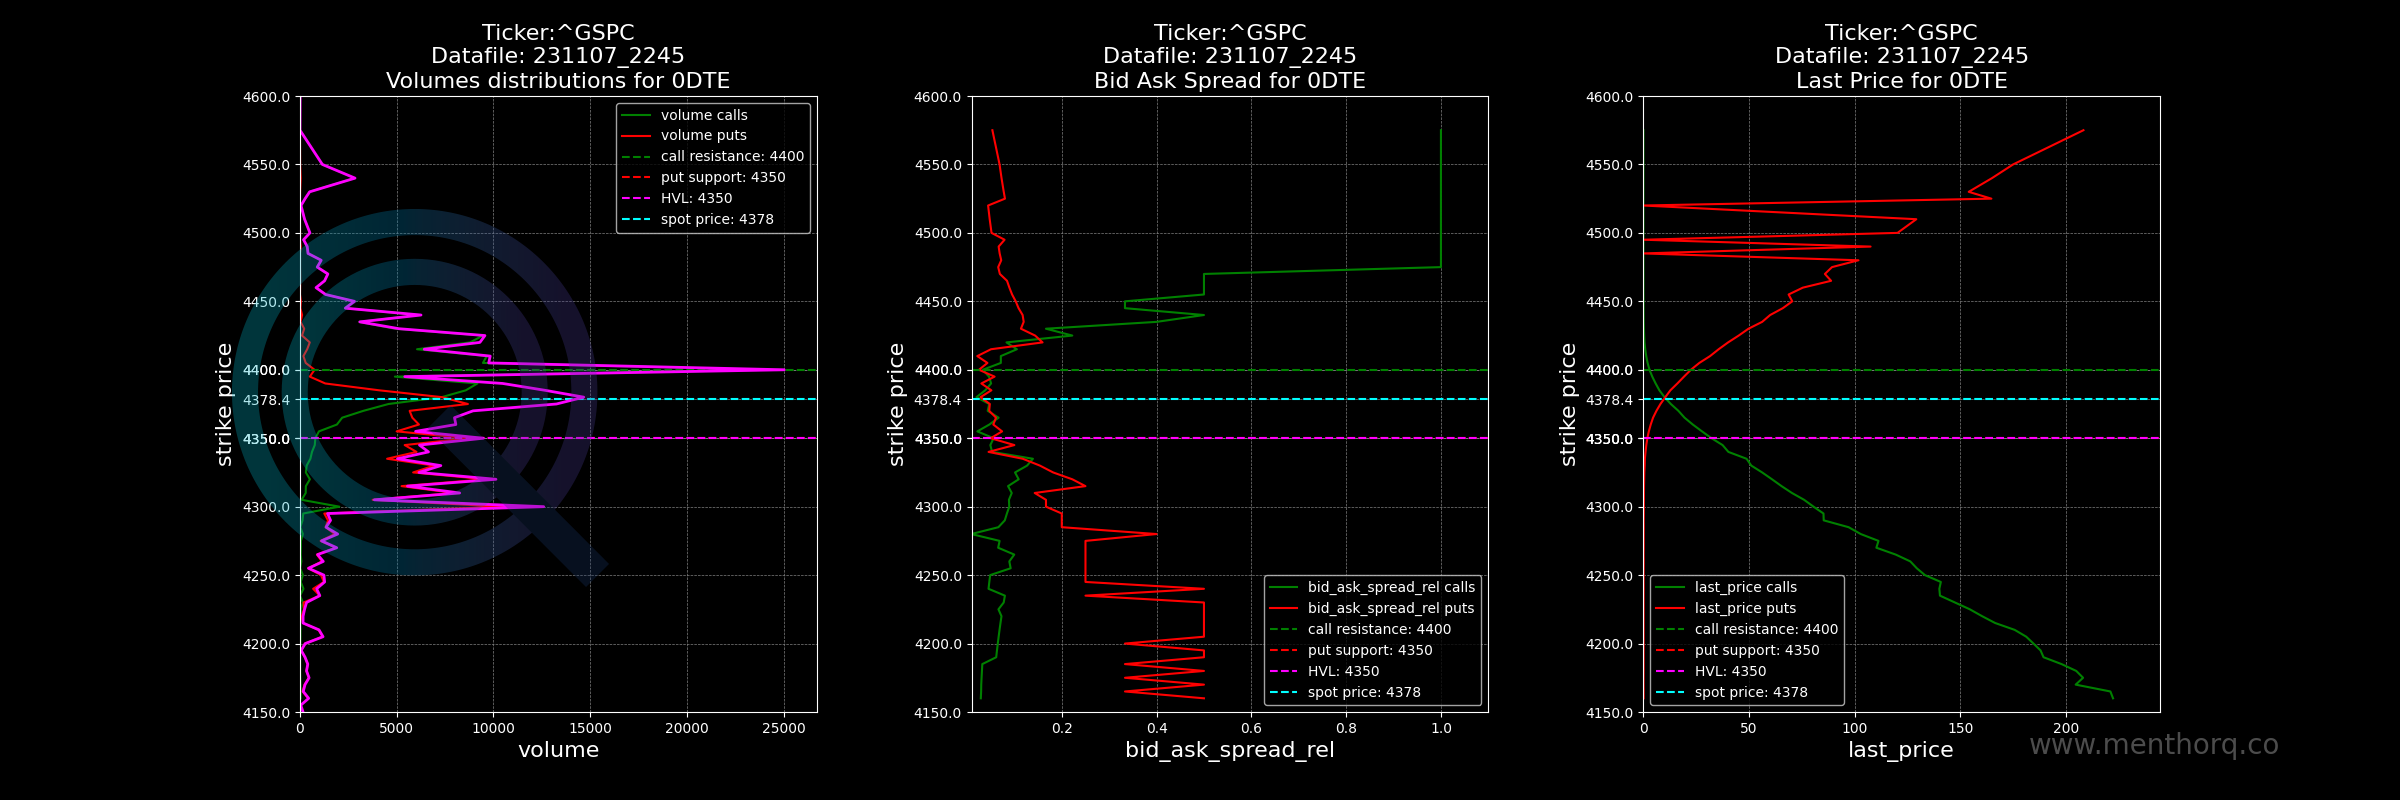 Ticker:^GSPC
Datafile: 231107_2245
Volumes distributions for 0DTE
4600.0
4550.0
4500.0
4450.0
4400.0
4378.4
4350.0
4300.0
4250.0
4200.0
4150.0
strike price
volume calls
volume puts
call resistance: 4400
put support: 4350
HVL: 4350
spot price: 4378
0 5000 10000 15000 20000 25000
volume
Ticker:^GSPC
Datafile: 231107_2245
Bid Ask Spread for 0DTE
4600.0
4550.0
4500.0
4450.0
4400.0
4378.4
4350.0
4300.0
4250.0
4200.0
4150.0
strike price
bid_ask_spread_rel calls
bid_ask_spread_rel puts
call resistance: 4400
put support: 4350
HVL: 4350
spot price: 4378
0.2 0.4 0.6 0.8 1.0
bid_ask_spread_rel
Ticker:^GSPC
Datafile: 231107_2245
Last Price for 0DTE
4600.0
4550.0
4500.0
4450.0
4400.0
4378.4
4350.0
4300.0
4250.0
4200.0
4150.0
strike price
last_price calls
last_price puts
call resistance: 4400
put support: 4350
HVL: 4350
spot price: 4378
0 50 100 150 200
last_price
www.menthorq.co